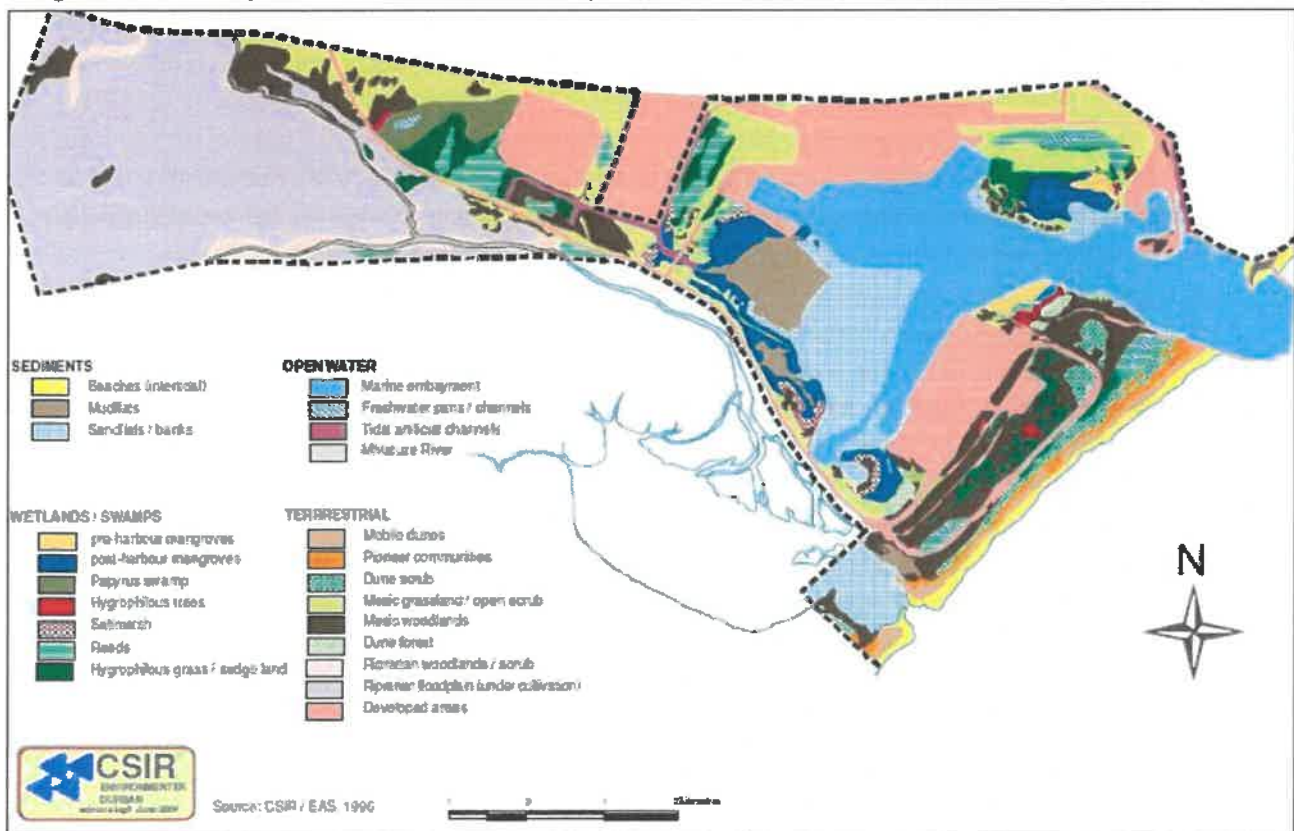 SEDIMENTS
Beaches (intertidal)
Mudflats
Sandflats / banks
OPEN WATER
Marine embayment
Freshwater pans / channels
Tidal artificial channels
River
WETLANDS / SWAMPS
pre-harbour mangroves
post-harbour mangroves
Papyrus swamp
Hygrophilous trees
Saltmarsh
Reeds
Hygrophilous grass / sedge land
TERRRESTRIAL
Mobile dunes
Pioneer communities
Dune scrub
Mesic grassland / open scrub
Mesic woodlands
Dune forest
Riparian woodlands / scrub
floodplain (under cultivation)
Developed areas
N
CSIR
DURBAN
Source: CSIR / EAS, 1996